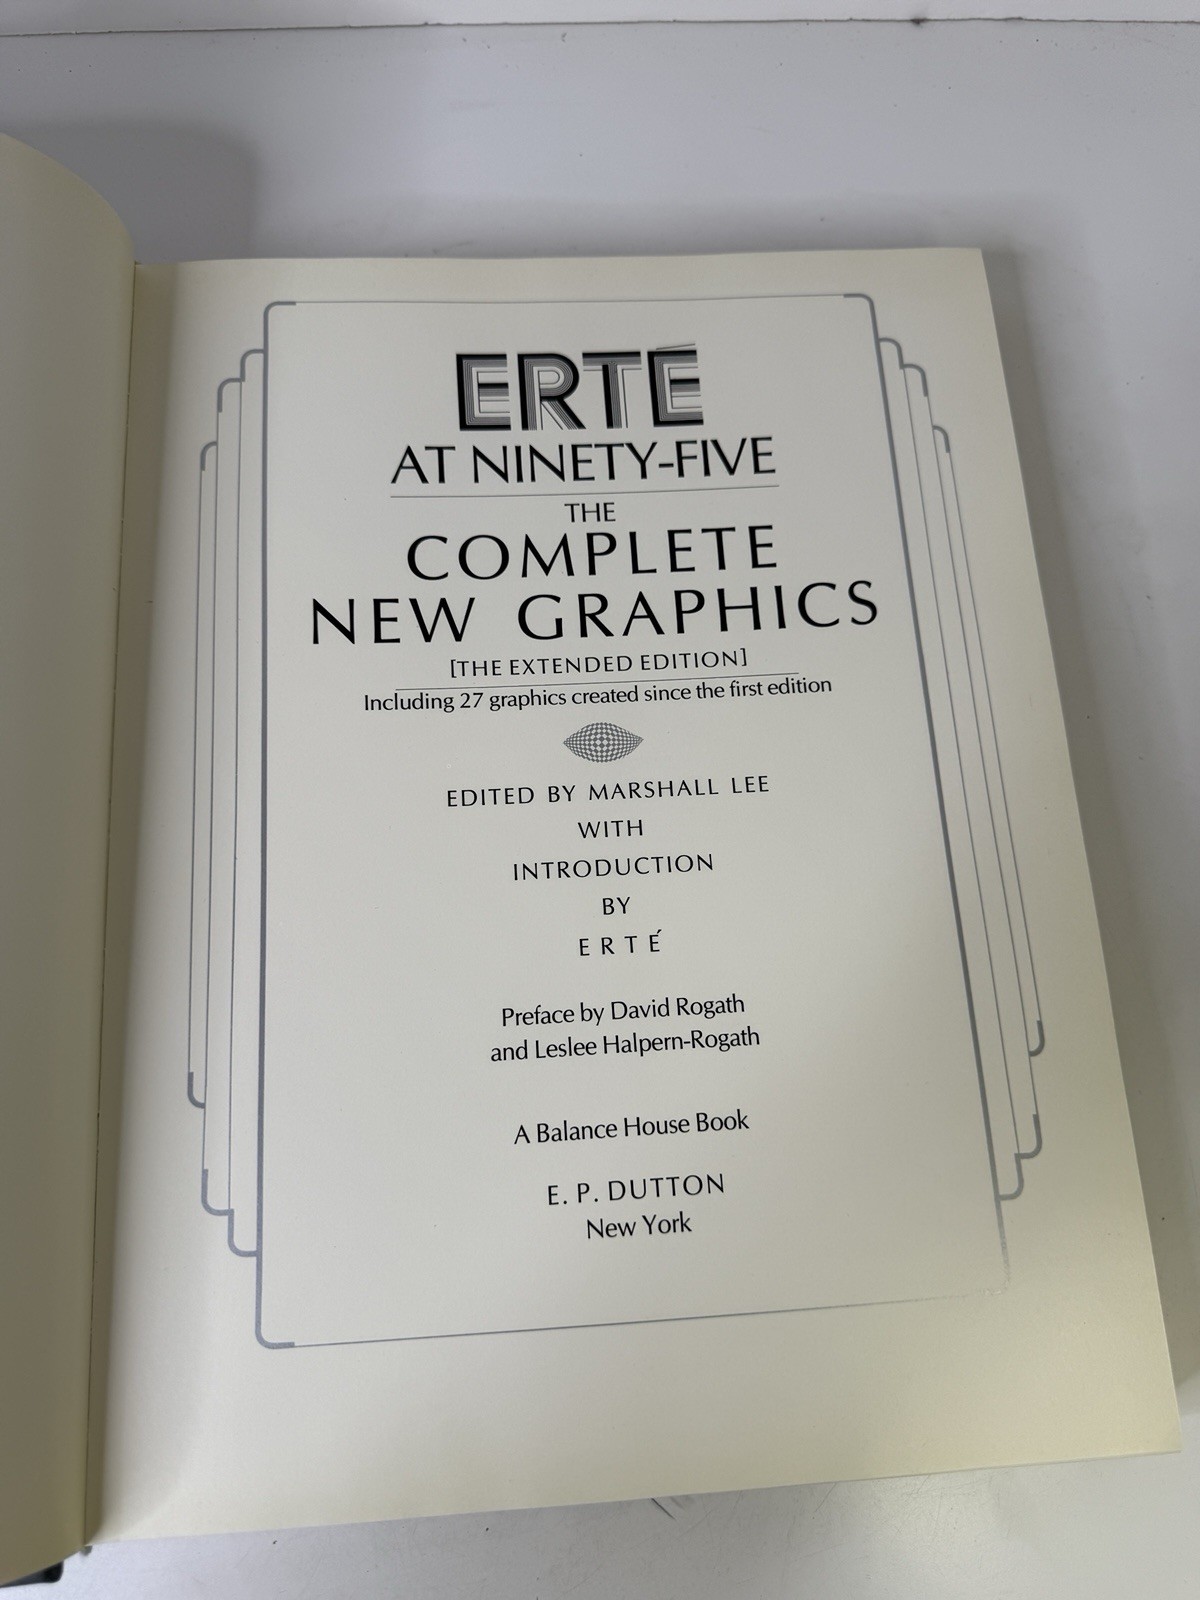 ERTÉ
AT NINETY-FIVE
THE
COMPLETE
NEW GRAPHICS
[THE EXTENDED EDITION]
Including 27 graphics created since the first edition
EDITED BY MARSHALL LEE
WITH
INTRODUCTION
BY
ERTÉ
Preface by David Rogath
and Leslee Halpern-Rogath
A Balance House Book
E. P. DUTTON
New York